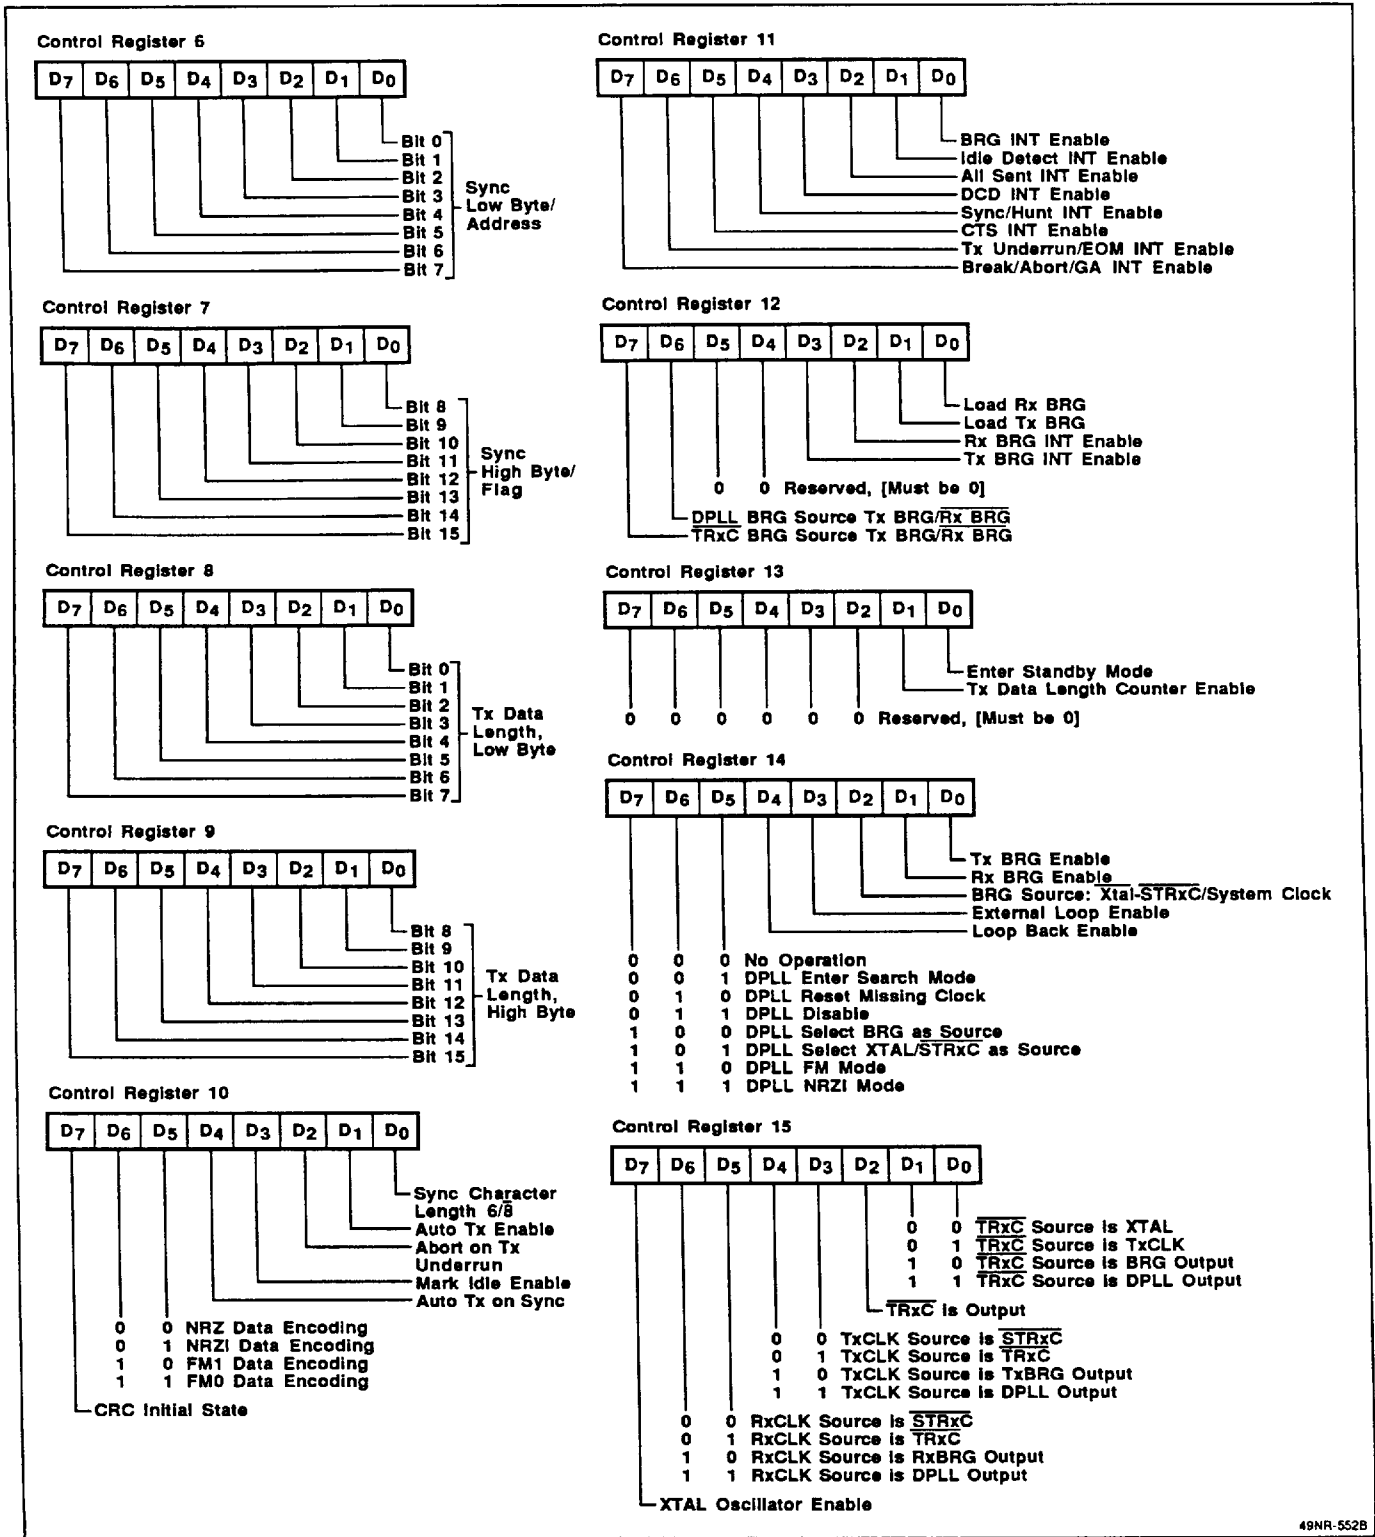 Control Register 6
D7 D6 D5 D4 D3 D2 D1 D0
Bit 0
Bit 1
Bit 2
Bit 3
Bit 4
Bit 5
Bit 6
Bit 7
Sync
Low Byte/
Address
Control Register 7
D7 D6 D5 D4 D3 D2 D1 D0
Bit 8
Bit 9
Bit 10
Bit 11
Bit 12
Bit 13
Bit 14
Bit 15
Sync
High Byte/
Flag
Control Register 8
D7 D6 D5 D4 D3 D2 D1 D0
Bit 0
Bit 1
Bit 2
Bit 3
Bit 4
Bit 5
Bit 6
Bit 7
Tx Data
Length,
Low Byte
Control Register 9
D7 D6 D5 D4 D3 D2 D1 D0
Bit 8
Bit 9
Bit 10
Bit 11
Bit 12
Bit 13
Bit 14
Bit 15
Tx Data
Length,
High Byte
Control Register 10
D7 D6 D5 D4 D3 D2 D1 D0
Sync Character
Length 6/8̅
Auto Tx Enable
Abort on Tx
Underrun
Mark Idle Enable
Auto Tx on Sync
0 0 NRZ Data Encoding
0 1 NRZI Data Encoding
1 0 FM1 Data Encoding
1 1 FM0 Data Encoding
CRC Initial State
Control Register 11
D7 D6 D5 D4 D3 D2 D1 D0
BRG INT Enable
Idle Detect INT Enable
All Sent INT Enable
DCD INT Enable
Sync/Hunt INT Enable
CTS INT Enable
Tx Underrun/EOM INT Enable
Break/Abort/GA INT Enable
Control Register 12
D7 D6 D5 D4 D3 D2 D1 D0
Load Rx BRG
Load Tx BRG
Rx BRG INT Enable
Tx BRG INT Enable
0 0 Reserved, [Must be 0]
DPLL BRG Source Tx BRG/R̅x̅ ̅B̅R̅G̅
T̅R̅x̅C̅ BRG Source Tx BRG/R̅x̅ ̅B̅R̅G̅
Control Register 13
D7 D6 D5 D4 D3 D2 D1 D0
Enter Standby Mode
Tx Data Length Counter Enable
0 0 0 0 0 0 Reserved, [Must be 0]
Control Register 14
D7 D6 D5 D4 D3 D2 D1 D0
Tx BRG Enable
Rx BRG Enable
BRG Source: X̅t̅a̅l̅-S̅T̅R̅x̅C̅/System Clock
External Loop Enable
Loop Back Enable
0 0 0 No Operation
0 0 1 DPLL Enter Search Mode
0 1 0 DPLL Reset Missing Clock
0 1 1 DPLL Disable
1 0 0 DPLL Select BRG as Source
1 0 1 DPLL Select XTAL/S̅T̅R̅x̅C̅ as Source
1 1 0 DPLL FM Mode
1 1 1 DPLL NRZI Mode
Control Register 15
D7 D6 D5 D4 D3 D2 D1 D0
0 0 T̅R̅x̅C̅ Source is XTAL
0 1 T̅R̅x̅C̅ Source is TxCLK
1 0 T̅R̅x̅C̅ Source is BRG Output
1 1 T̅R̅x̅C̅ Source is DPLL Output
T̅R̅x̅C̅ is Output
0 0 TxCLK Source is S̅T̅R̅x̅C̅
0 1 TxCLK Source is T̅R̅x̅C̅
1 0 TxCLK Source is TxBRG Output
1 1 TxCLK Source is DPLL Output
0 0 RxCLK Source is S̅T̅R̅x̅C̅
0 1 RxCLK Source is T̅R̅x̅C̅
1 0 RxCLK Source is RxBRG Output
1 1 RxCLK Source is DPLL Output
XTAL Oscillator Enable
49NR-552B